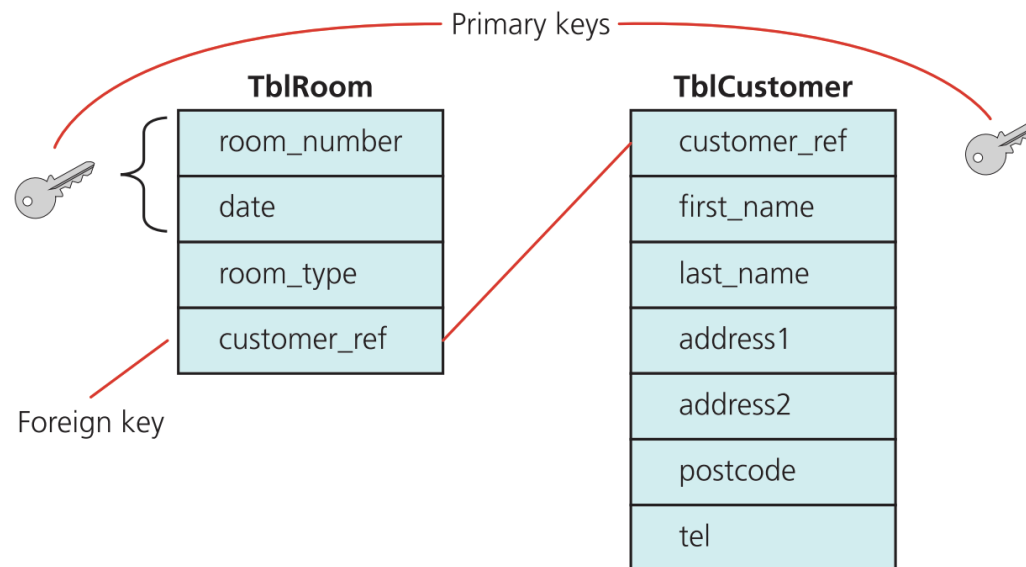 Primary keys
TblRoom
room_number
date
room_type
customer_ref
Foreign key
TblCustomer
customer_ref
first_name
last_name
address1
address2
postcode
tel